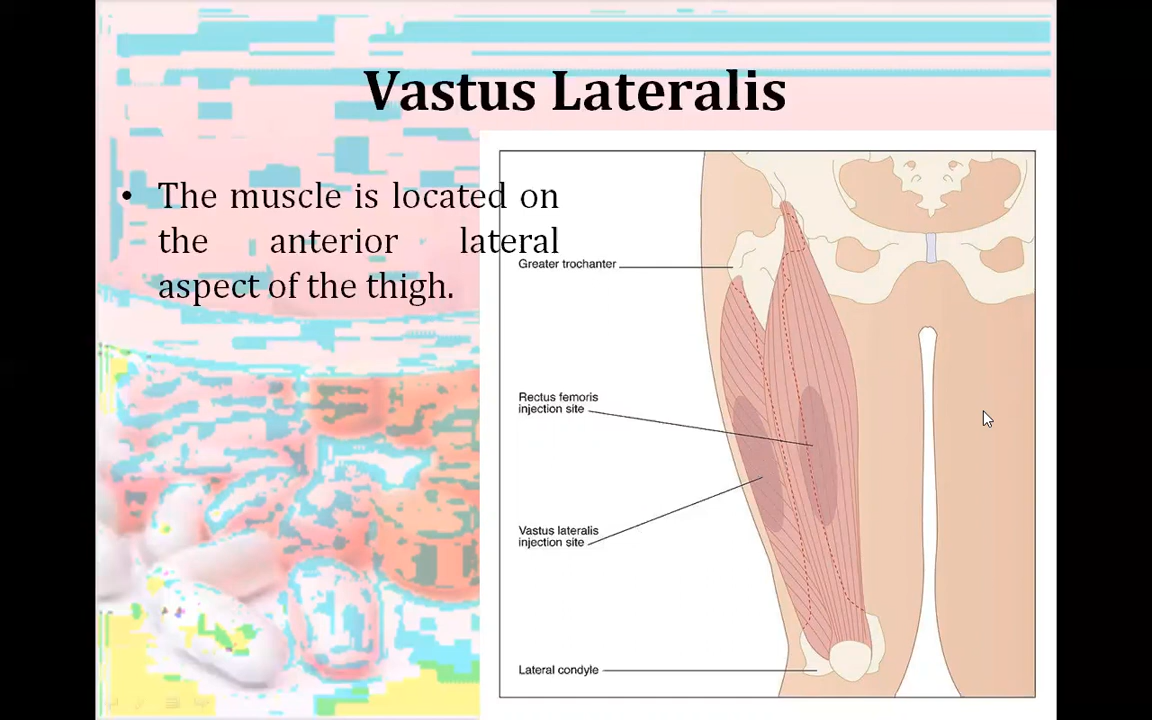 Vastus Lateralis
• The muscle is located on
the anterior lateral
aspect of the thigh.
Greater trochanter
Rectus femoris
injection site
Vastus lateralis
injection site
Lateral condyle